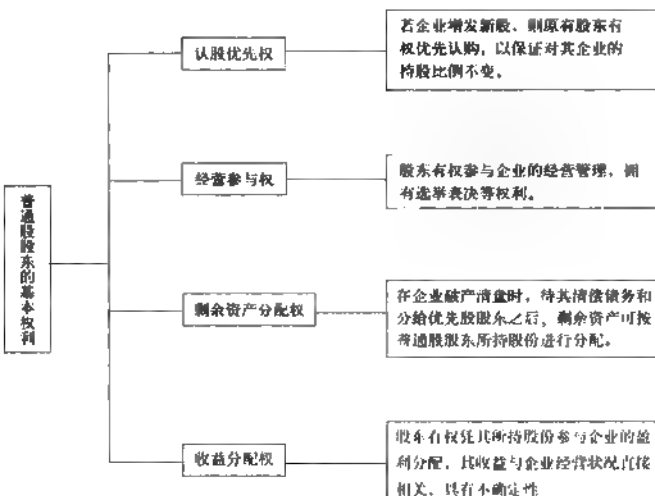 普通股股东的基本权利
认股优先权
若企业增发新股、则原有股东有
权优先认购，以保证对其企业的
持股比例不变。
经营参与权
股东有权参与企业的经营管理，拥
有选举表决等权利。
剩余资产分配权
在企业破产清盘时，待其清偿债务和
分给优先股股东之后，剩余资产可按
普通股股东所持股份进行分配。
收益分配权
股东有权凭其所持股份参与企业的盈
利分配，其收益与企业经营状况直接
相关，具有不确定性